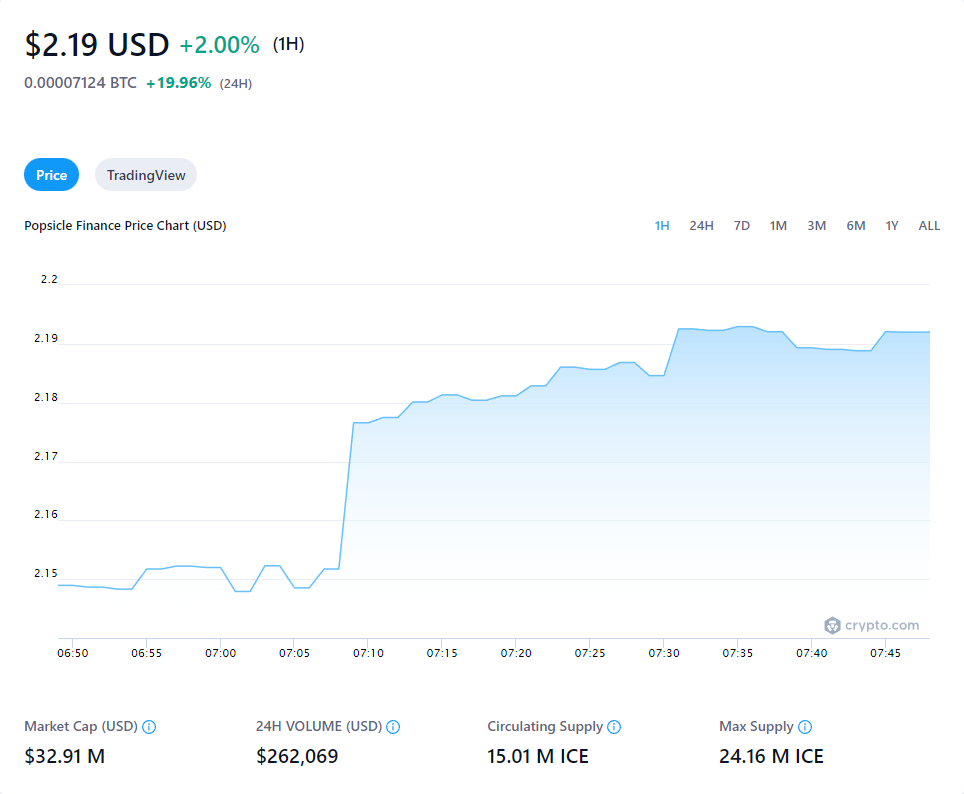 $2.19 USD +2.00% (1H)
0.00007124 BTC +19.96% (24H)
Price TradingView
Popsicle Finance Price Chart (USD) 1H 24H 7D 1M 3M 6M 1Y ALL
2.2
2.19
2.18
2.17
2.16
2.15
crypto.com
06:50 06:55 07:00 07:05 07:10 07:15 07:20 07:25 07:30 07:35 07:40 07:45
Market Cap (USD) 24H VOLUME (USD) Circulating Supply Max Supply
$32.91 M $262,069 15.01 M ICE 24.16 M ICE